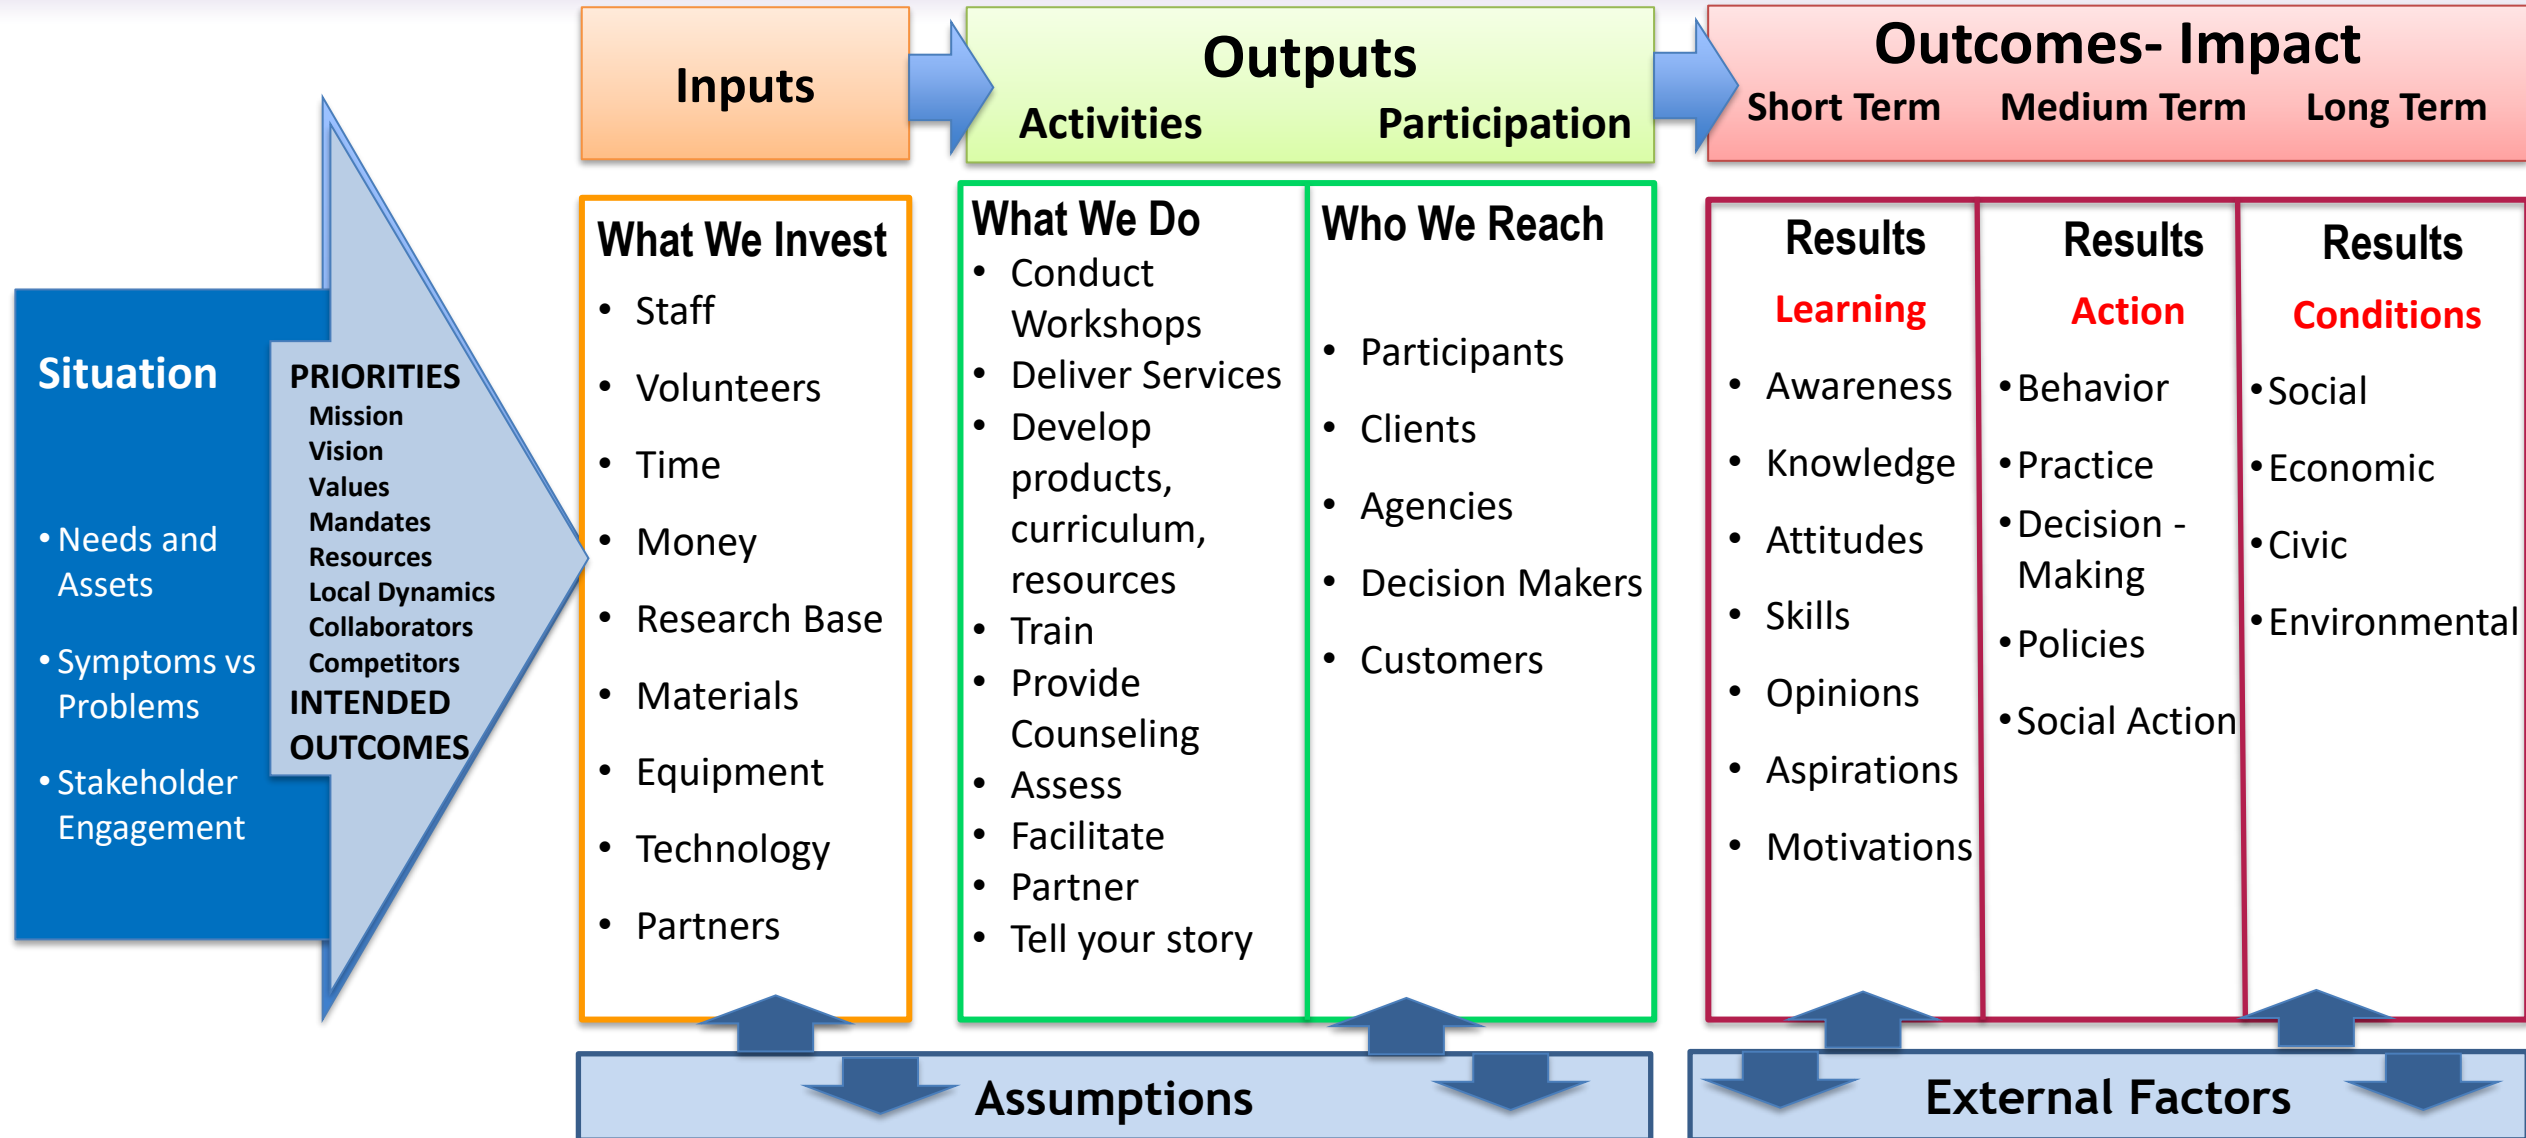 Inputs
Outputs
Activities
Participation
Outcomes- Impact
Short Term
Medium Term
Long Term
Situation
• Needs and
Assets
• Symptoms vs
Problems
• Stakeholder
Engagement
PRIORITIES
Mission
Vision
Values
Mandates
Resources
Local Dynamics
Collaborators
Competitors
INTENDED
OUTCOMES
What We Invest
• Staff
• Volunteers
• Time
• Money
• Research Base
• Materials
• Equipment
• Technology
• Partners
What We Do
• Conduct
Workshops
• Deliver Services
• Develop
products,
curriculum,
resources
• Train
• Provide
Counseling
• Assess
• Facilitate
• Partner
• Tell your story
Who We Reach
• Participants
• Clients
• Agencies
• Decision Makers
• Customers
Results
Learning
• Awareness
• Knowledge
• Attitudes
• Skills
• Opinions
• Aspirations
• Motivations
Results
Action
• Behavior
• Practice
• Decision -
Making
• Policies
• Social Action
Results
Conditions
• Social
• Economic
• Civic
• Environmental
Assumptions
External Factors